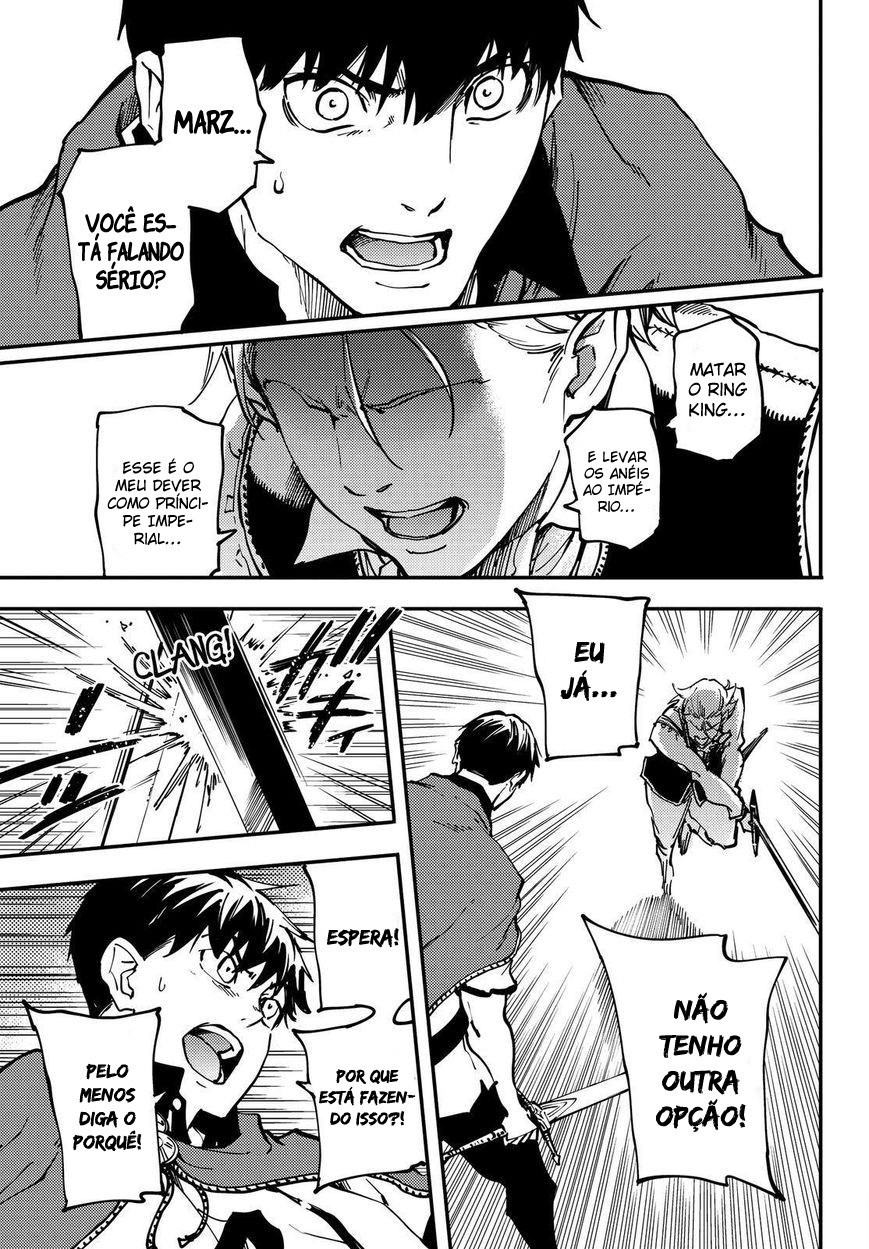 MARZ...
VOCÊ ES-
TÁ FALANDO
SÉRIO?
MATAR
O RING
KING...
E LEVAR
OS ANÉIS
AO IMPÉ-
RIO...
ESSE É O
MEU DEVER
COMO PRÍNCI-
PE IMPE-
RIAL...
EU
JÁ...
NÃO
TENHO
OUTRA
OPÇÃO!
CLANG!
ESPERA!
POR QUE
ESTÁ FAZEN-
DO ISSO?!
PELO
MENOS
DIGA O
PORQUÊ!